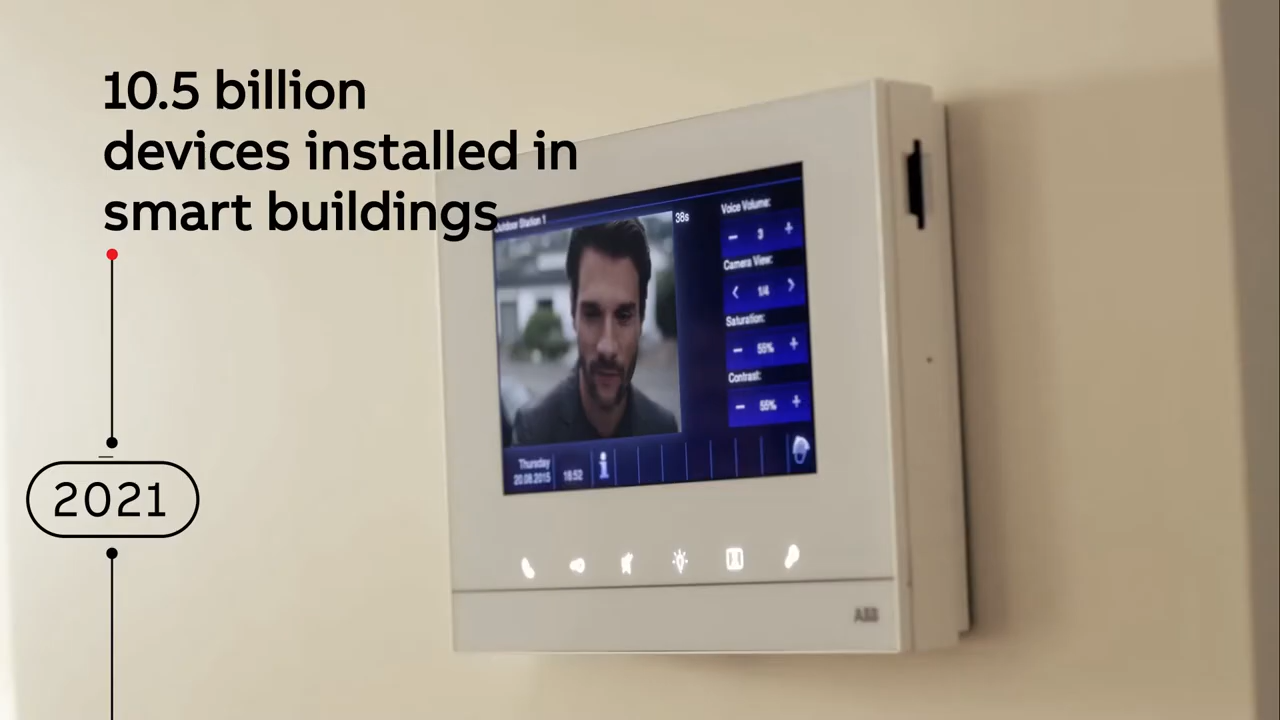 10.5 billion
devices installed in
smart buildings
2021
Outdoor Station 1
38s
Voice Volume:
- 3 +
Camera View:
< 1/4 >
Saturation:
- 55% +
Contrast:
- 55% +
Thursday
20.08.2015
16:52
i
ABB